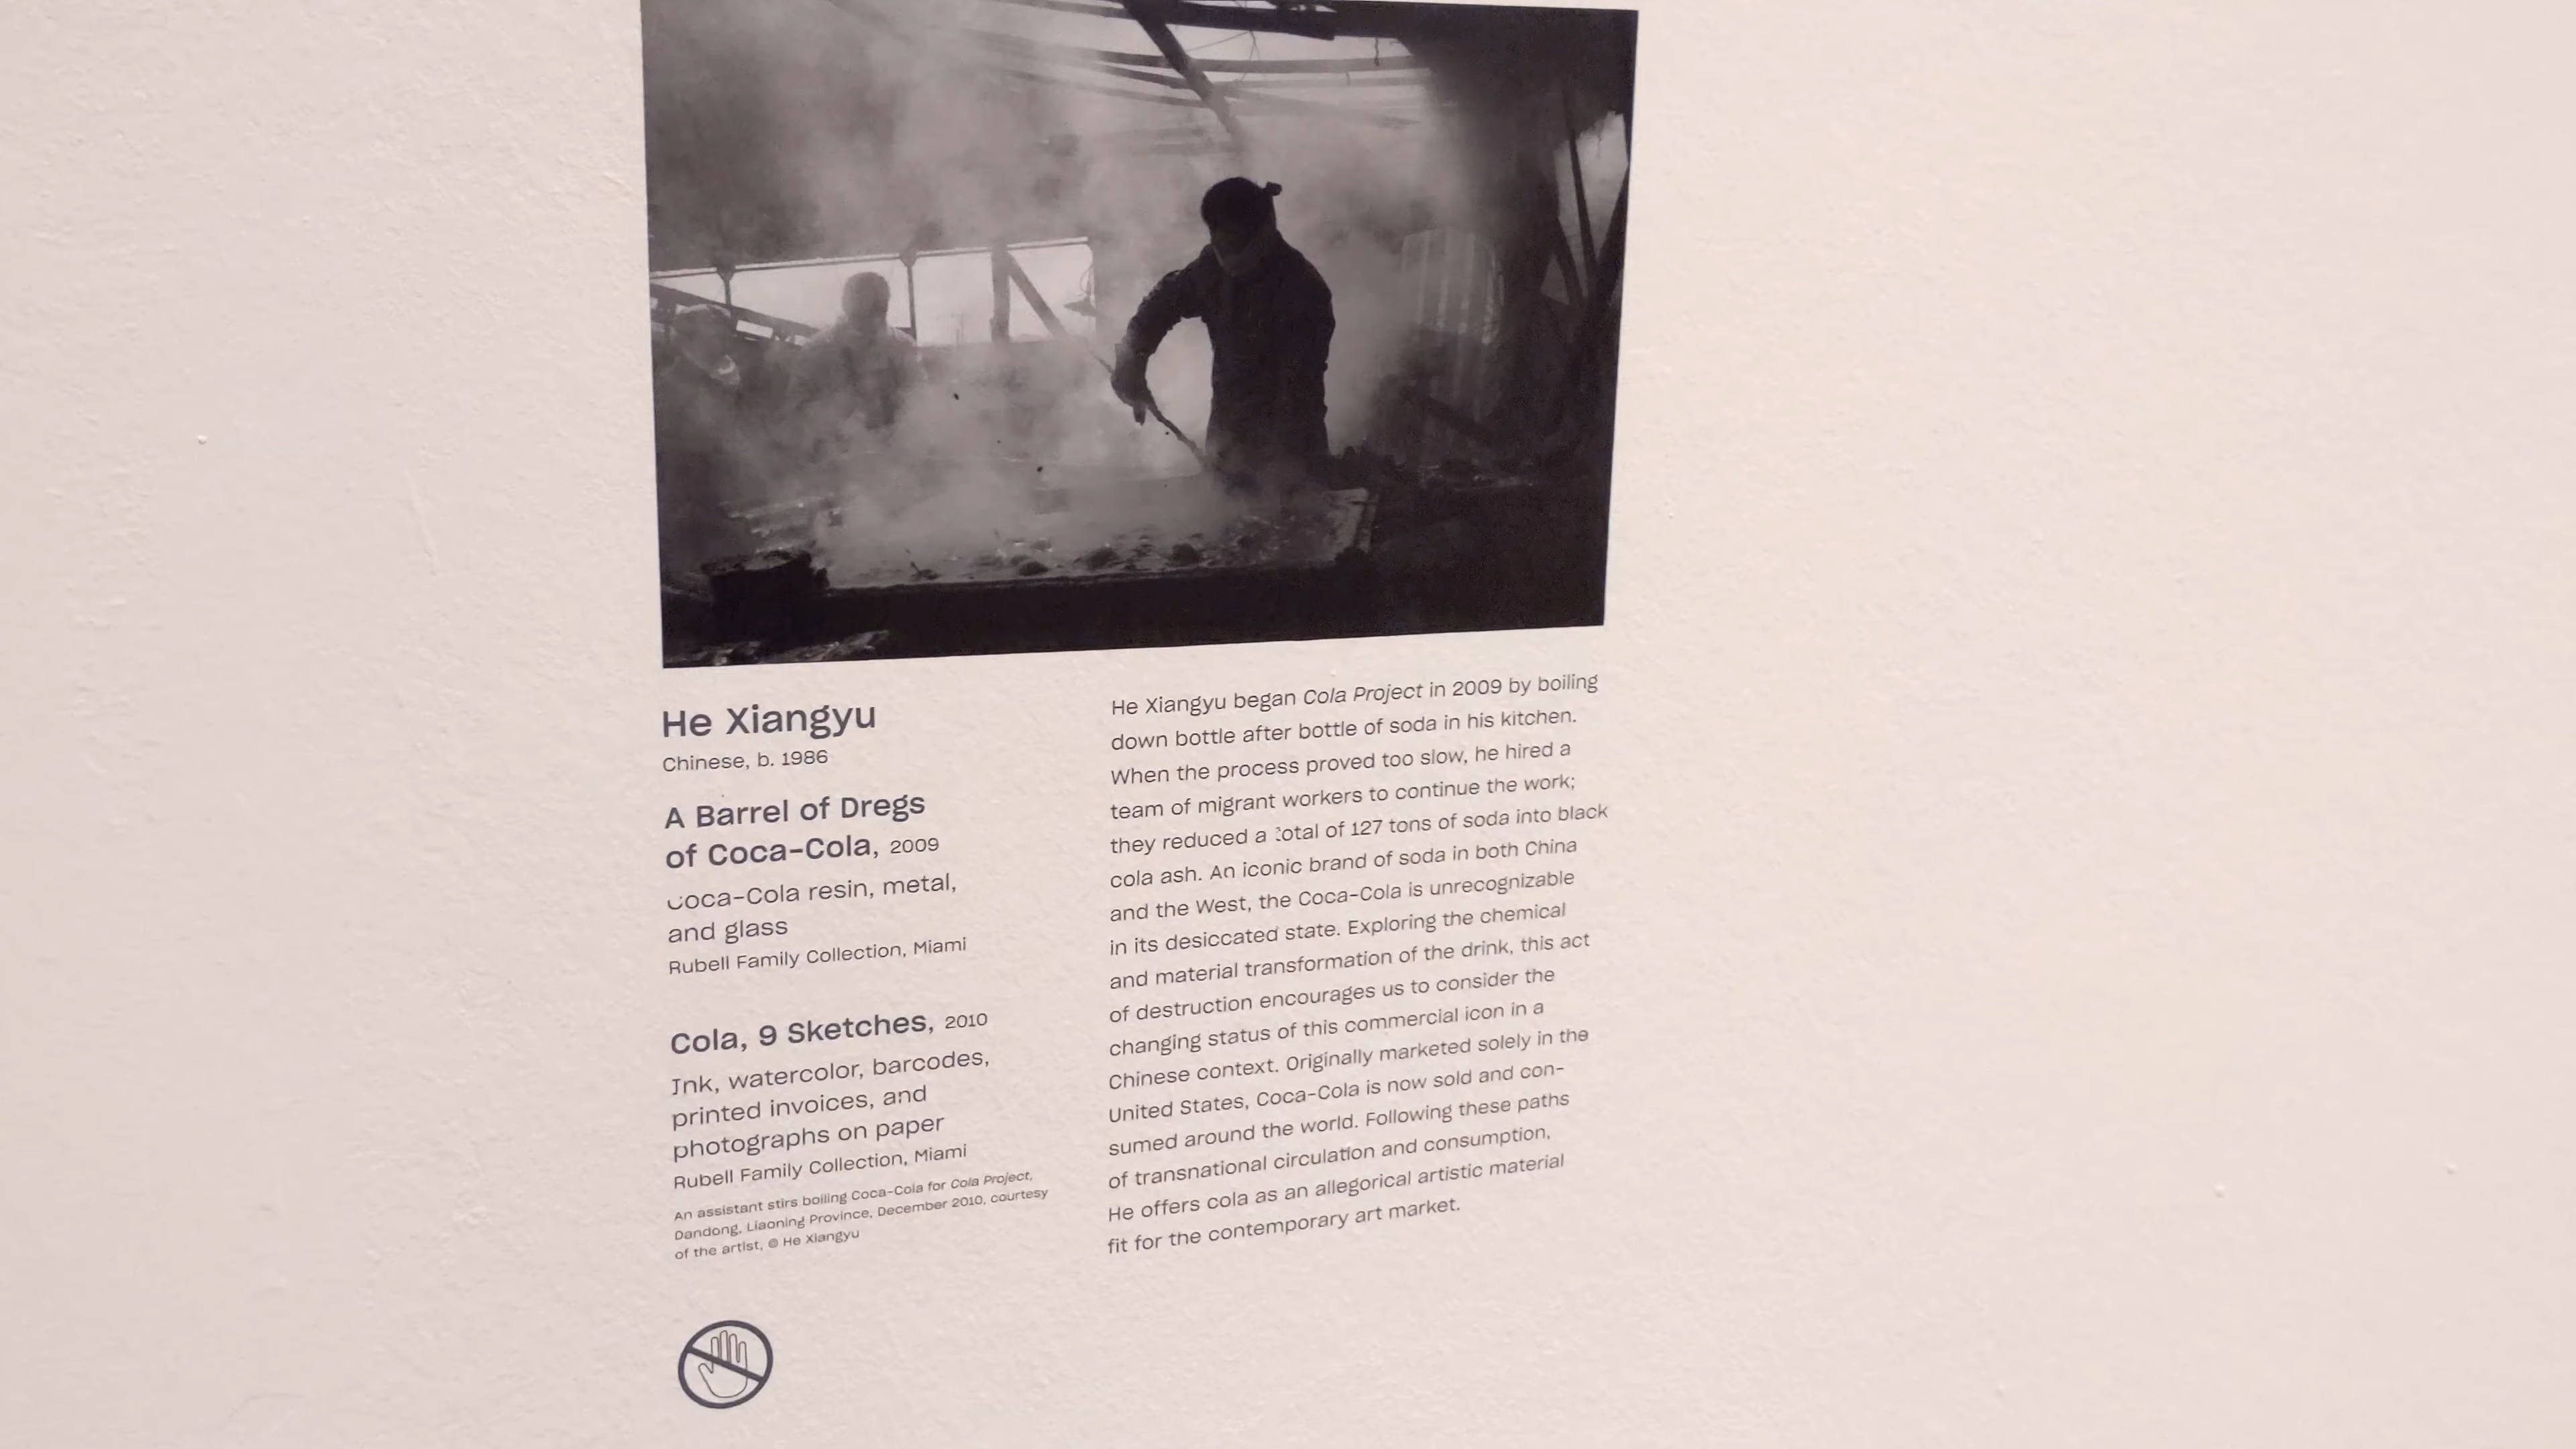 He Xiangyu
Chinese, b. 1986
A Barrel of Dregs
of Coca-Cola, 2009
Coca-Cola resin, metal,
and glass
Rubell Family Collection, Miami
Cola, 9 Sketches, 2010
Ink, watercolor, barcodes,
printed invoices, and
photographs on paper
Rubell Family Collection, Miami
An assistant stirs boiling Coca-Cola for Cola Project,
Dandong, Liaoning Province, December 2010, courtesy
of the artist, © He Xiangyu
He Xiangyu began Cola Project in 2009 by boiling
down bottle after bottle of soda in his kitchen.
When the process proved too slow, he hired a
team of migrant workers to continue the work;
they reduced a total of 127 tons of soda into black
cola ash. An iconic brand of soda in both China
and the West, the Coca-Cola is unrecognizable
in its desiccated state. Exploring the chemical
and material transformation of the drink, this act
of destruction encourages us to consider the
changing status of this commercial icon in a
Chinese context. Originally marketed solely in the
United States, Coca-Cola is now sold and con-
sumed around the world. Following these paths
of transnational circulation and consumption,
He offers cola as an allegorical artistic material
fit for the contemporary art market.